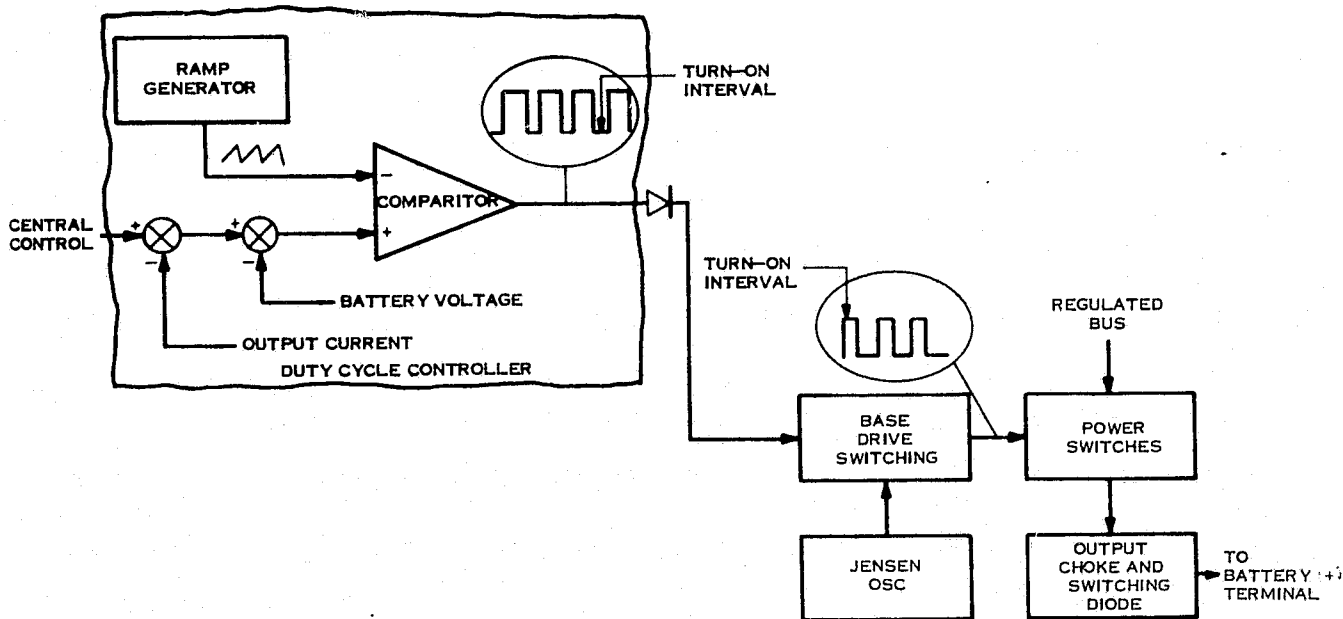 RAMP
GENERATOR
TURN-ON
INTERVAL
-
COMPARITOR
+
CENTRAL
CONTROL
+
-
+
-
BATTERY VOLTAGE
OUTPUT CURRENT
DUTY CYCLE CONTROLLER
TURN-ON
INTERVAL
REGULATED
BUS
BASE
DRIVE
SWITCHING
POWER
SWITCHES
JENSEN
OSC
OUTPUT
CHOKE AND
SWITCHING
DIODE
TO
BATTERY (+)
TERMINAL